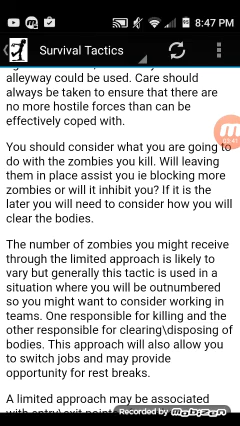 8:47 PM
Survival Tactics
alleyway could be used. Care should
always be taken to ensure that there are
no more hostile forces than can be
effectively coped with.
03:41
You should consider what you are going to
do with the zombies you kill. Will leaving
them in place assist you ie blocking more
zombies or will it inhibit you? If it is the
later you will need to consider how you will
clear the bodies.
The number of zombies you might receive
through the limited approach is likely to
vary but generally this tactic is used in a
situation where you will be outnumbered
so you might want to consider working in
teams. One responsible for killing and the
other responsible for clearing\disposing of
bodies. This approach will also allow you
to switch jobs and may provide
opportunity for rest breaks.
A limited approach may be associated
with entry\exit point
Recorded by mobizen